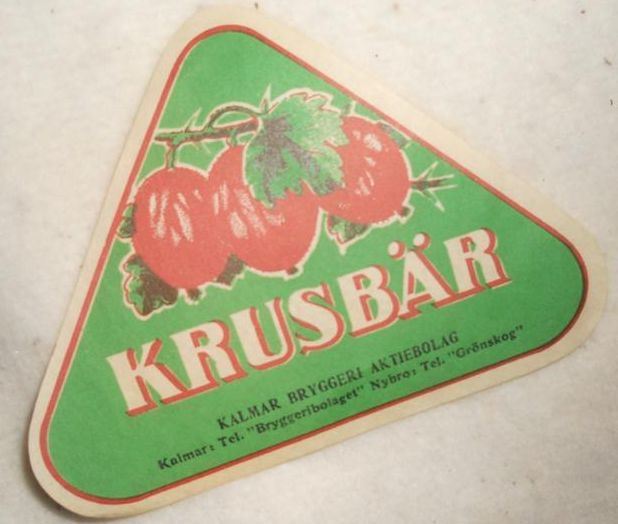 KRUSBÄR
KALMAR BRYGGERI AKTIEBOLAG
Kalmar: Tel. "Bryggeribolaget" Nybro: Tel. "Grönskog"